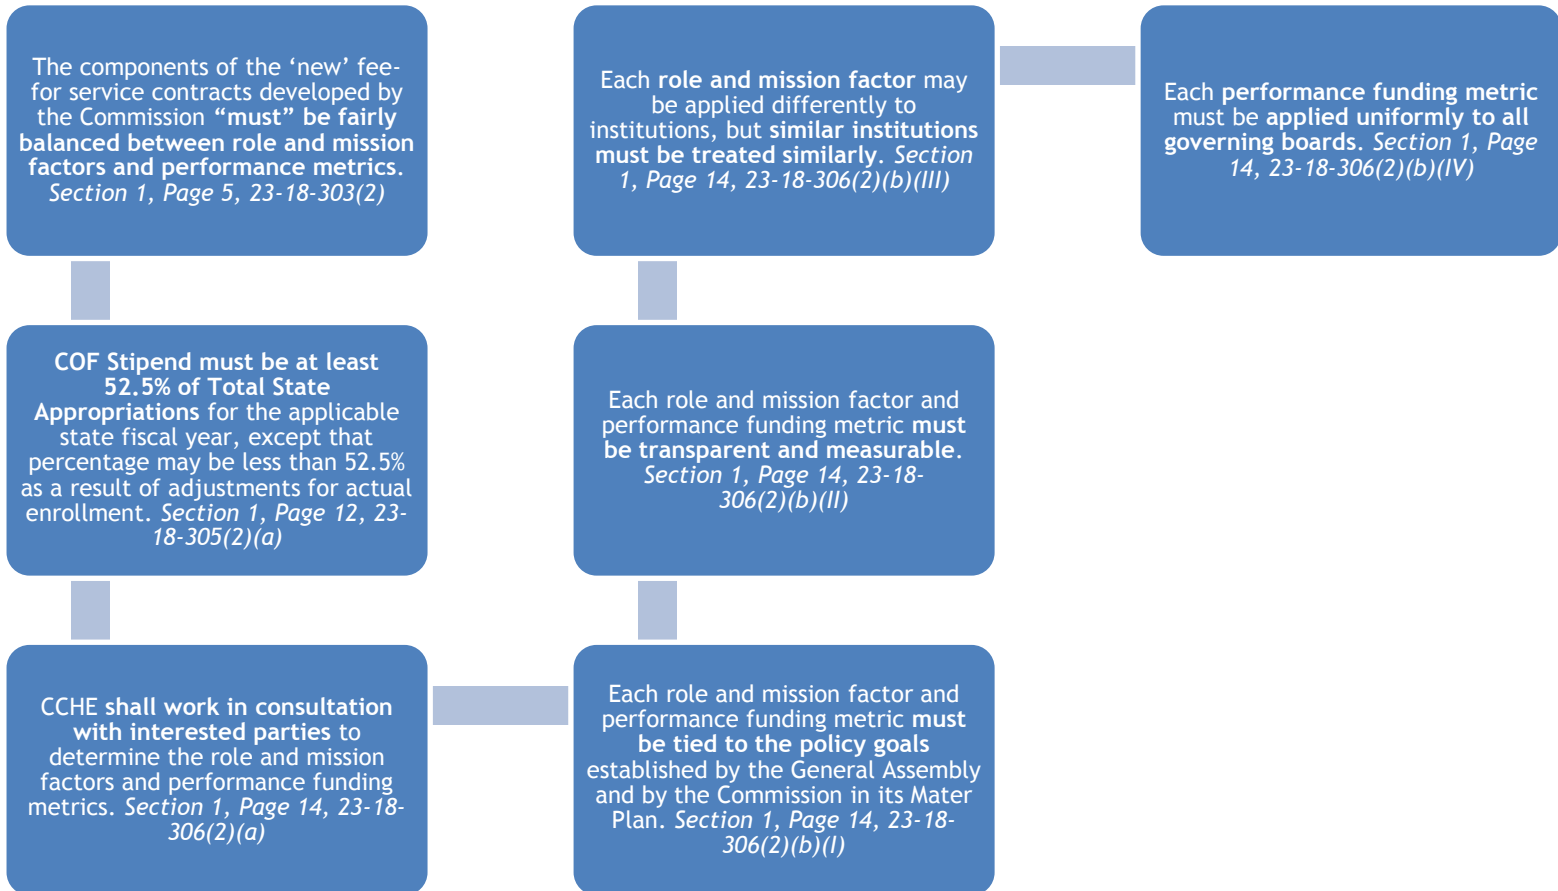 The components of the ‘new’ fee-
for service contracts developed by
the Commission “must” be fairly
balanced between role and mission
factors and performance metrics.
Section 1, Page 5, 23-18-303(2)
COF Stipend must be at least
52.5% of Total State
Appropriations for the applicable
state fiscal year, except that
percentage may be less than 52.5%
as a result of adjustments for actual
enrollment. Section 1, Page 12, 23-
18-305(2)(a)
CCHE shall work in consultation
with interested parties to
determine the role and mission
factors and performance funding
metrics. Section 1, Page 14, 23-18-
306(2)(a)
Each role and mission factor and
performance funding metric must
be tied to the policy goals
established by the General Assembly
and by the Commission in its Mater
Plan. Section 1, Page 14, 23-18-
306(2)(b)(I)
Each role and mission factor and
performance funding metric must
be transparent and measurable.
Section 1, Page 14, 23-18-
306(2)(b)(II)
Each role and mission factor may
be applied differently to
institutions, but similar institutions
must be treated similarly. Section
1, Page 14, 23-18-306(2)(b)(III)
Each performance funding metric
must be applied uniformly to all
governing boards. Section 1, Page
14, 23-18-306(2)(b)(IV)